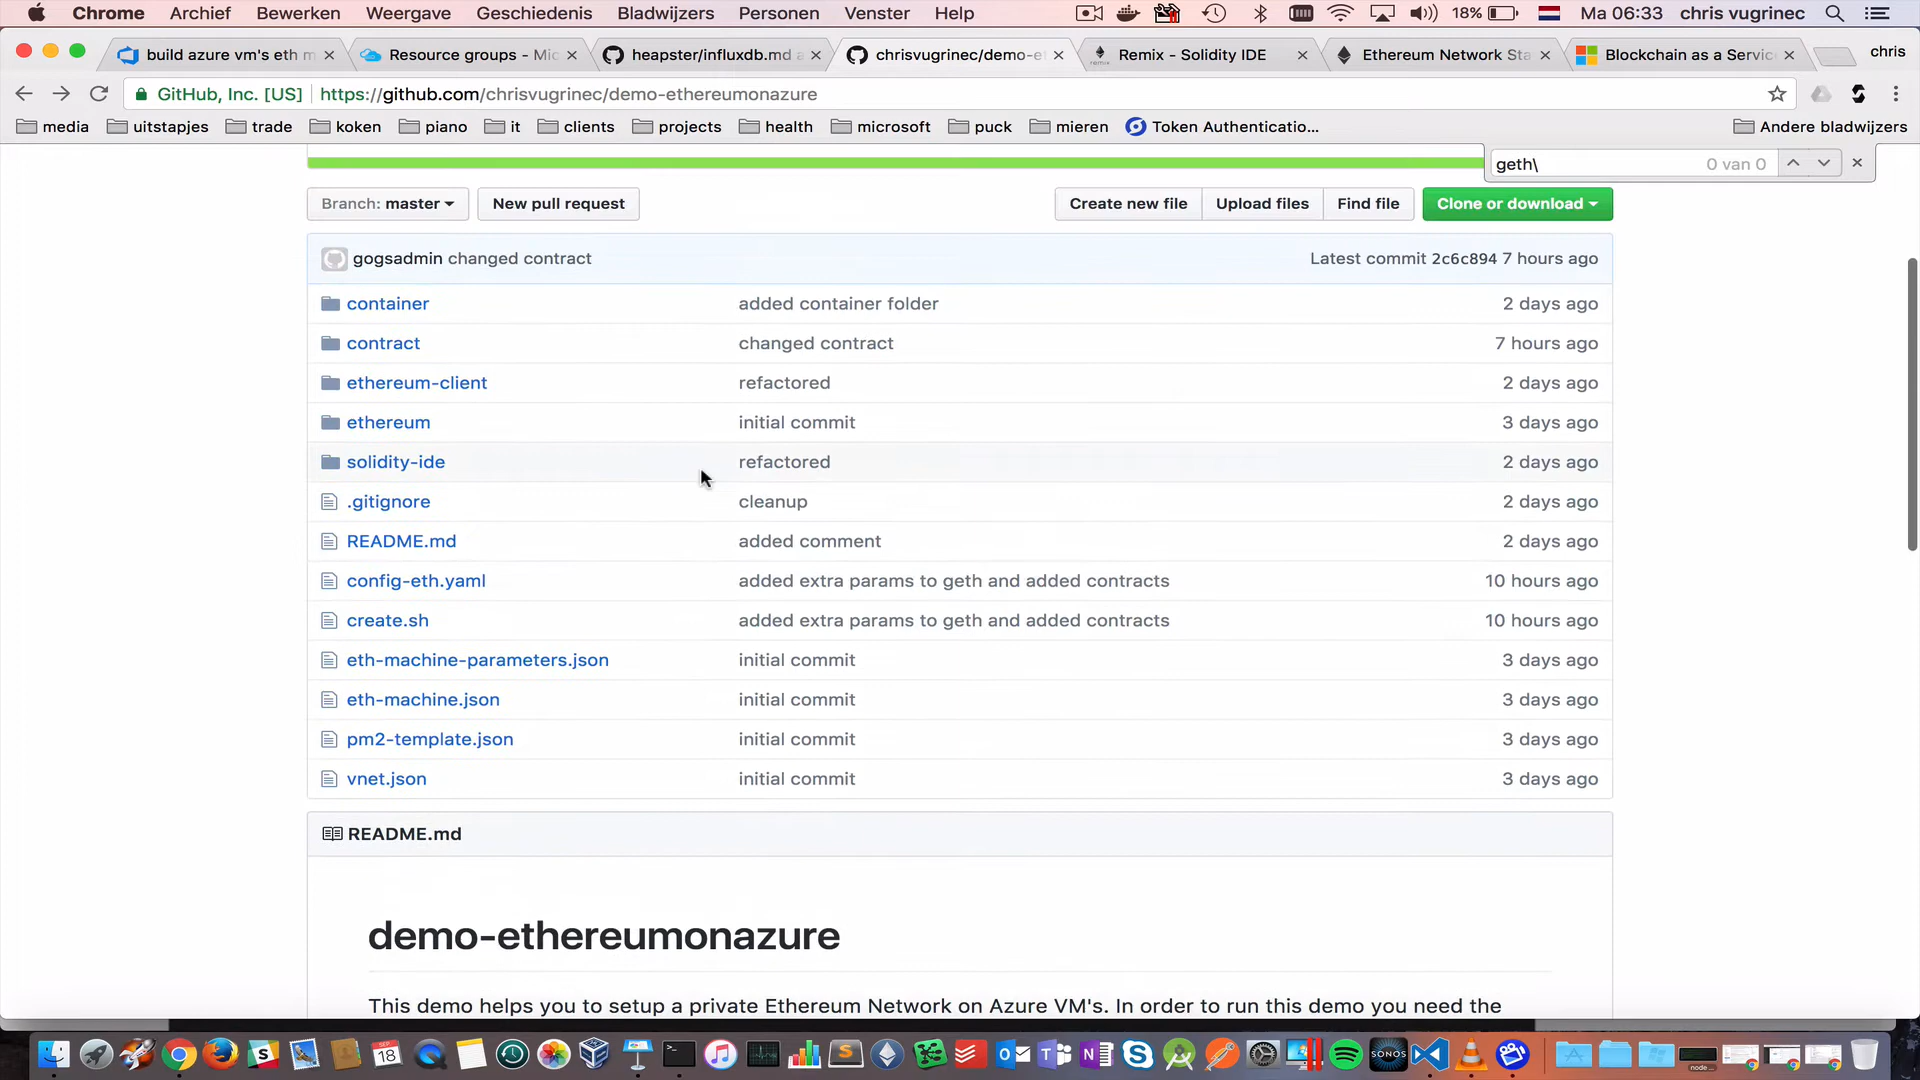 Chrome Archief Bewerken Weergave Geschiedenis Bladwijzers Personen Venster Help 18% Ma 06:33 chris vugrinec
build azure vm's eth m Resource groups - Mic heapster/influxdb.md a chrisvugrinec/demo-et Remix - Solidity IDE Ethereum Network Sta Blockchain as a Servic chris
GitHub, Inc. [US] https://github.com/chrisvugrinec/demo-ethereumonazure
media uitstapjes trade koken piano it clients projects health microsoft puck mieren Token Authenticatio... Andere bladwijzers
geth\ 0 van 0
Branch: master New pull request Create new file Upload files Find file Clone or download
gogsadmin changed contract Latest commit 2c6c894 7 hours ago
container added container folder 2 days ago
contract changed contract 7 hours ago
ethereum-client refactored 2 days ago
ethereum initial commit 3 days ago
solidity-ide refactored 2 days ago
.gitignore cleanup 2 days ago
README.md added comment 2 days ago
config-eth.yaml added extra params to geth and added contracts 10 hours ago
create.sh added extra params to geth and added contracts 10 hours ago
eth-machine-parameters.json initial commit 3 days ago
eth-machine.json initial commit 3 days ago
pm2-template.json initial commit 3 days ago
vnet.json initial commit 3 days ago
README.md
demo-ethereumonazure
This demo helps you to setup a private Ethereum Network on Azure VM's. In order to run this demo you need the